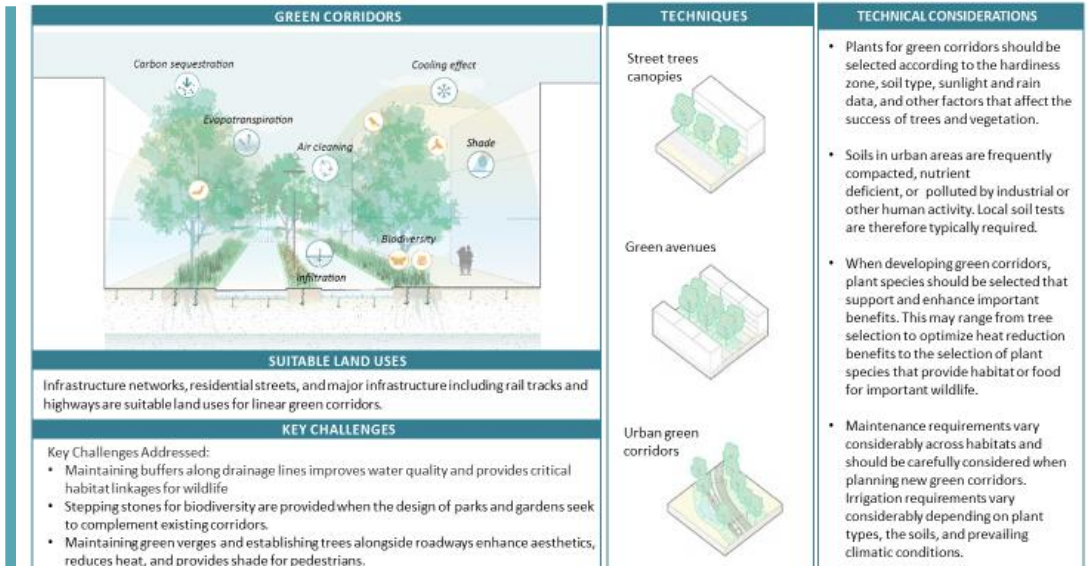 GREEN CORRIDORS
Carbon sequestration
Cooling effect
Evapotranspiration
Air cleaning
Shade
Biodiversity
Infiltration
SUITABLE LAND USES
Infrastructure networks, residential streets, and major infrastructure including rail tracks and
highways are suitable land uses for linear green corridors.
KEY CHALLENGES
Key Challenges Addressed:
• Maintaining buffers along drainage lines improves water quality and provides critical
habitat linkages for wildlife
• Stepping stones for biodiversity are provided when the design of parks and gardens seek
to complement existing corridors.
• Maintaining green verges and establishing trees alongside roadways enhance aesthetics,
reduces heat, and provides shade for pedestrians.
TECHNIQUES
Street trees
canopies
Green avenues
Urban green
corridors
TECHNICAL CONSIDERATIONS
• Plants for green corridors should be
selected according to the hardiness
zone, soil type, sunlight and rain
data, and other factors that affect the
success of trees and vegetation.
• Soils in urban areas are frequently
compacted, nutrient
deficient, or polluted by industrial or
other human activity. Local soil tests
are therefore typically required.
• When developing green corridors,
plant species should be selected that
support and enhance important
benefits. This may range from tree
selection to optimize heat reduction
benefits to the selection of plant
species that provide habitat or food
for important wildlife.
• Maintenance requirements vary
considerably across habitats and
should be carefully considered when
planning new green corridors.
Irrigation requirements vary
considerably depending on plant
types, the soils, and prevailing
climatic conditions.